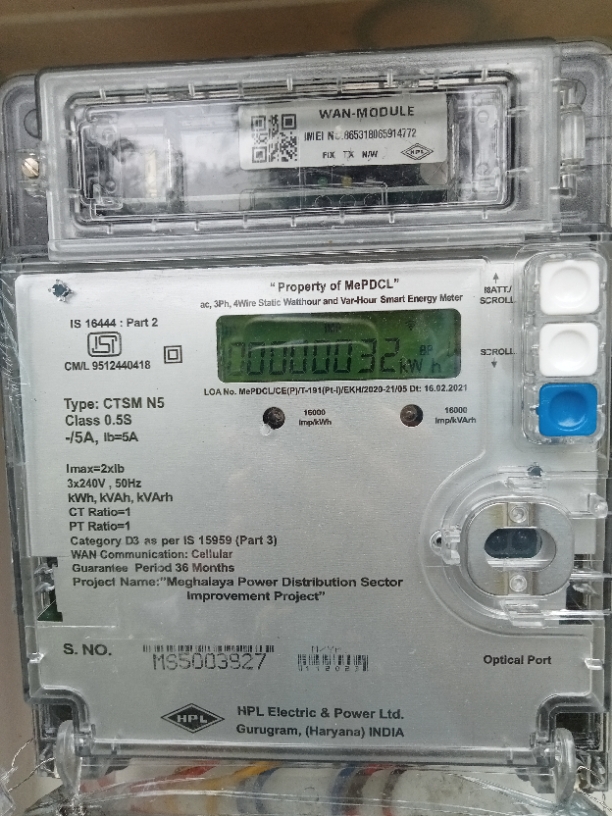 WAN-MODULE
IMEI No.865318065914772
FIX TX N/W HPL
"Property of MePDCL"
ac, 3Ph, 4Wire Static Watthour and Var-Hour Smart Energy Meter
IS 16444 : Part 2
CM/L 9512440418
BATT./
SCROLL
00000032 kWh
SCROLL
LOA No. MePDCL/CE(P)/T-191(Pt-I)/EKH/2020-21/05 Dt: 16.02.2021
16000
Imp/kWh
16000
Imp/kVArh
Type: CTSM N5
Class 0.5S
-/5A, Ib=5A
Imax=2xIb
3x240V , 50Hz
kWh, kVAh, kVArh
CT Ratio=1
PT Ratio=1
Category D3 as per IS 15959 (Part 3)
WAN Communication: Cellular
Guarantee Period 36 Months
Project Name:"Meghalaya Power Distribution Sector
Improvement Project"
S. NO.
MS5003927
Optical Port
HPL
HPL Electric & Power Ltd.
Gurugram, (Haryana) INDIA